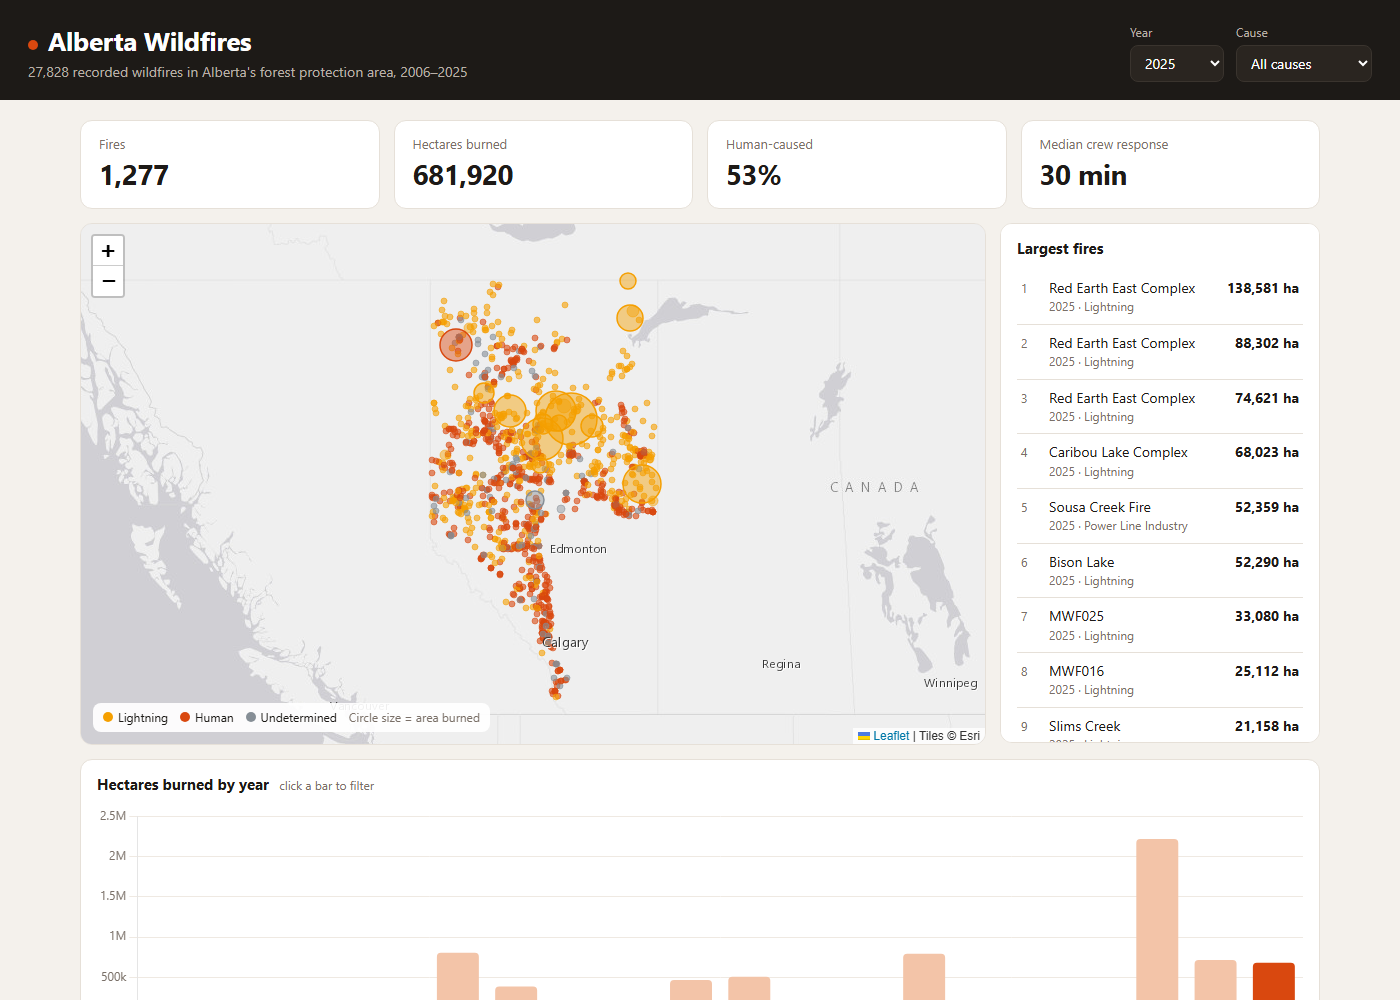 Alberta Wildfires
27,828 recorded wildfires in Alberta's forest protection area, 2006–2025
Year
2025
Cause
All causes
Fires
1,277
Hectares burned
681,920
Human-caused
53%
Median crew response
30 min
+
−
CANADA
Edmonton
Calgary
Regina
Winnipeg
Vancouver
Lightning
Human
Undetermined
Circle size = area burned
Leaflet | Tiles © Esri
Largest fires
1 Red Earth East Complex 138,581 ha
2025 · Lightning
2 Red Earth East Complex 88,302 ha
2025 · Lightning
3 Red Earth East Complex 74,621 ha
2025 · Lightning
4 Caribou Lake Complex 68,023 ha
2025 · Lightning
5 Sousa Creek Fire 52,359 ha
2025 · Power Line Industry
6 Bison Lake 52,290 ha
2025 · Lightning
7 MWF025 33,080 ha
2025 · Lightning
8 MWF016 25,112 ha
2025 · Lightning
9 Slims Creek 21,158 ha
Hectares burned by year click a bar to filter
2.5M
2M
1.5M
1M
500k